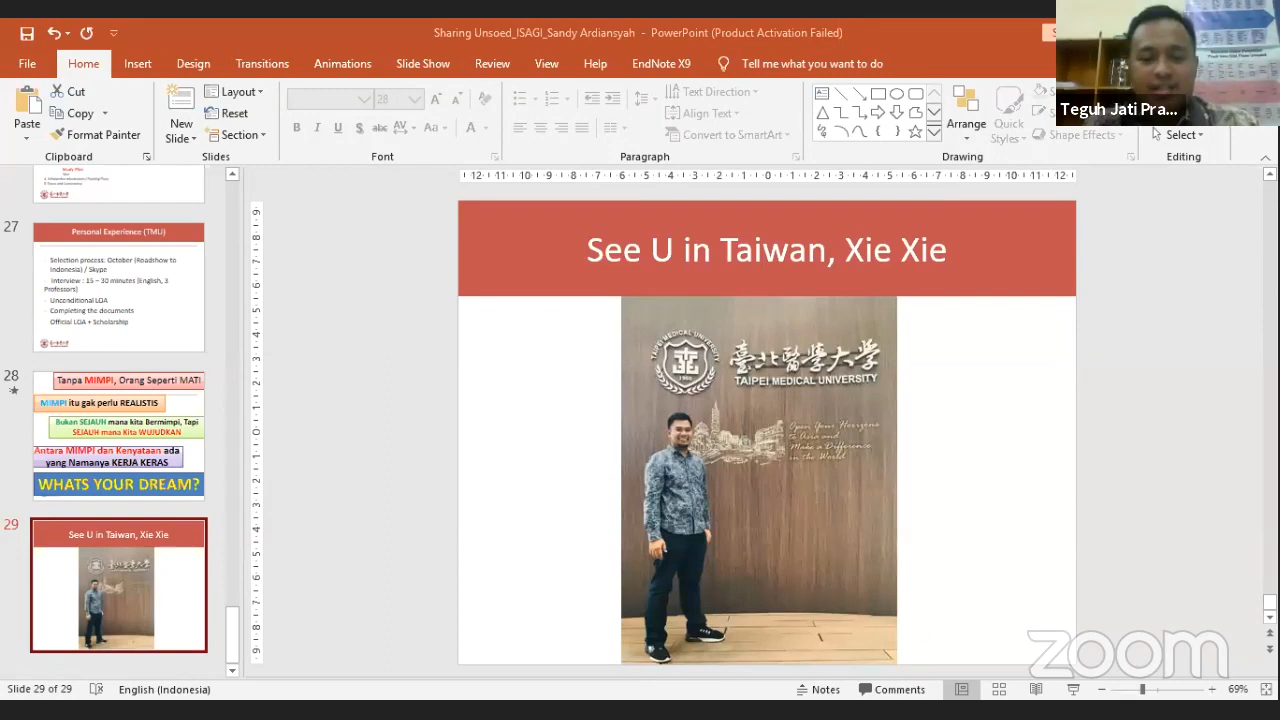 Sharing Unsoed_ISAGI_Sandy Ardiansyah - PowerPoint (Product Activation Failed)
File Home Insert Design Transitions Animations Slide Show Review View Help EndNote X9 Tell me what you want to do
Paste
Cut
Copy
Format Painter
Clipboard
New
Slide
Layout
Reset
Section
Slides
28
Font
Text Direction
Align Text
Convert to SmartArt
Paragraph
Arrange
Quick
Styles
Shape Effects
Drawing
Select
Editing
Teguh Jati Pra...
Study Plan
27
Personal Experience (TMU)
Selection process: October (Roadshow to
Indonesia) / Skype
Interview : 15 – 30 minutes (English, 3
Professors)
Unconditional LOA
Completing the documents
Official LOA + Scholarship
28
Tanpa MIMPI, Orang Seperti MATI
MIMPI itu gak perlu REALISTIS
Bukan SEJAUH mana kita Bermimpi, Tapi
SEJAUH mana Kita WUJUDKAN
Antara MIMPI dan Kenyataan ada
yang Namanya KERJA KERAS
WHATS YOUR DREAM?
29
See U in Taiwan, Xie Xie
See U in Taiwan, Xie Xie
TAIPEI MEDICAL UNIVERSITY
1960
臺北醫學大學
TAIPEI MEDICAL UNIVERSITY
Open Your Horizons
to Asia and
Make a Difference
in the World
zoom
Slide 29 of 29 English (Indonesia) Notes Comments 69%